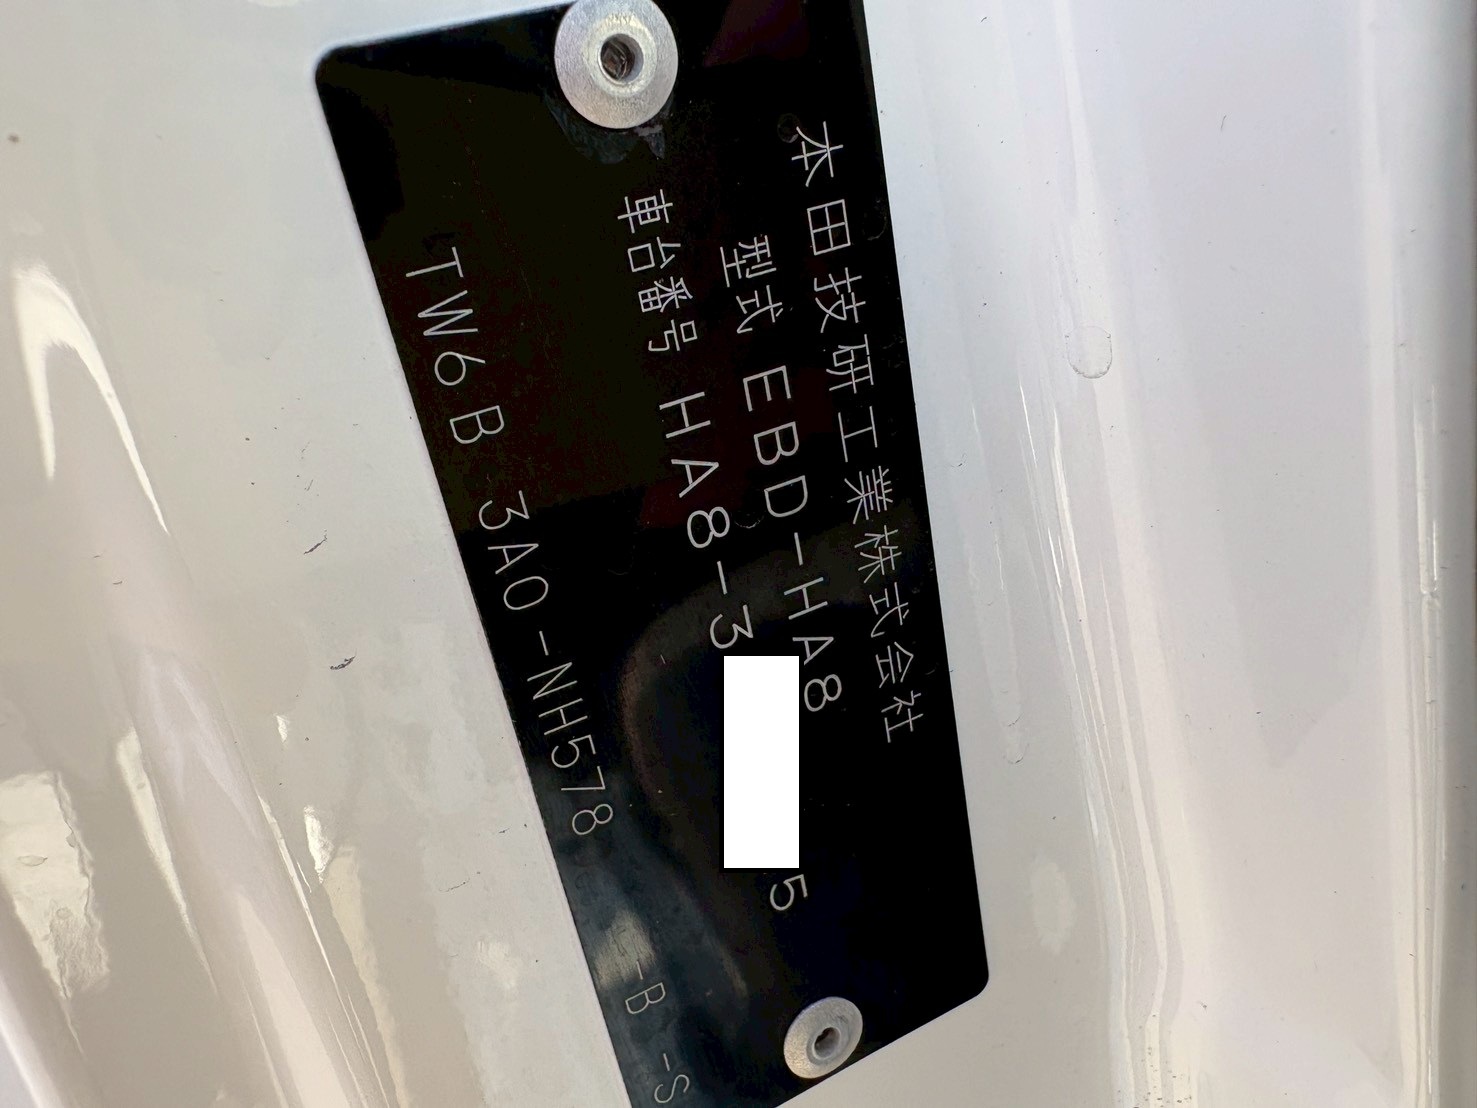 本田技研工業株式会社
型式 EBD-HA8
車台番号 HA8-3 5
TW6B 3A0-NH578 -B -S